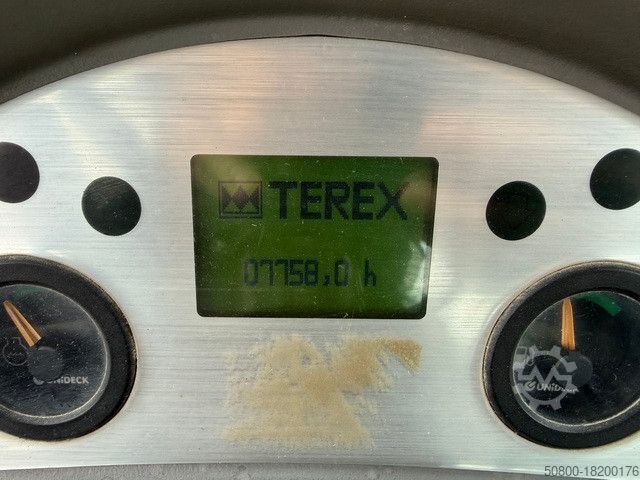 TEREX
07758,0 h
UNiDECK
UNiDECK
50800-18200176